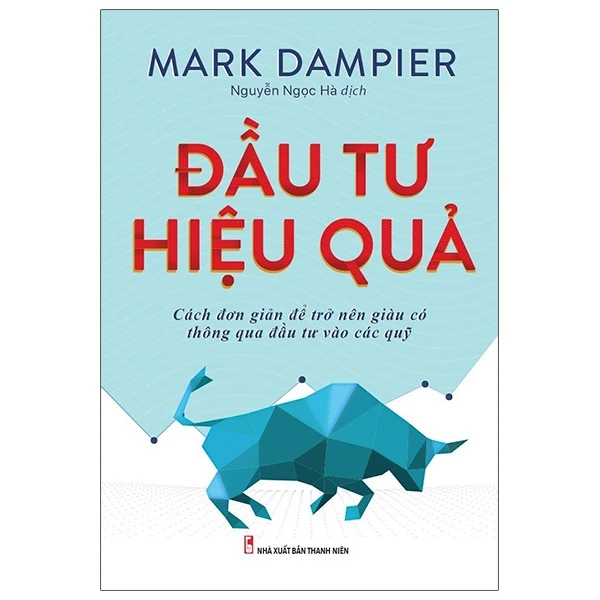 MARK DAMPIER
Nguyễn Ngọc Hà dịch
ĐẦU TƯ
HIỆU QUẢ
Cách đơn giản để trở nên giàu có
thông qua đầu tư vào các quỹ
NHÀ XUẤT BẢN THANH NIÊN